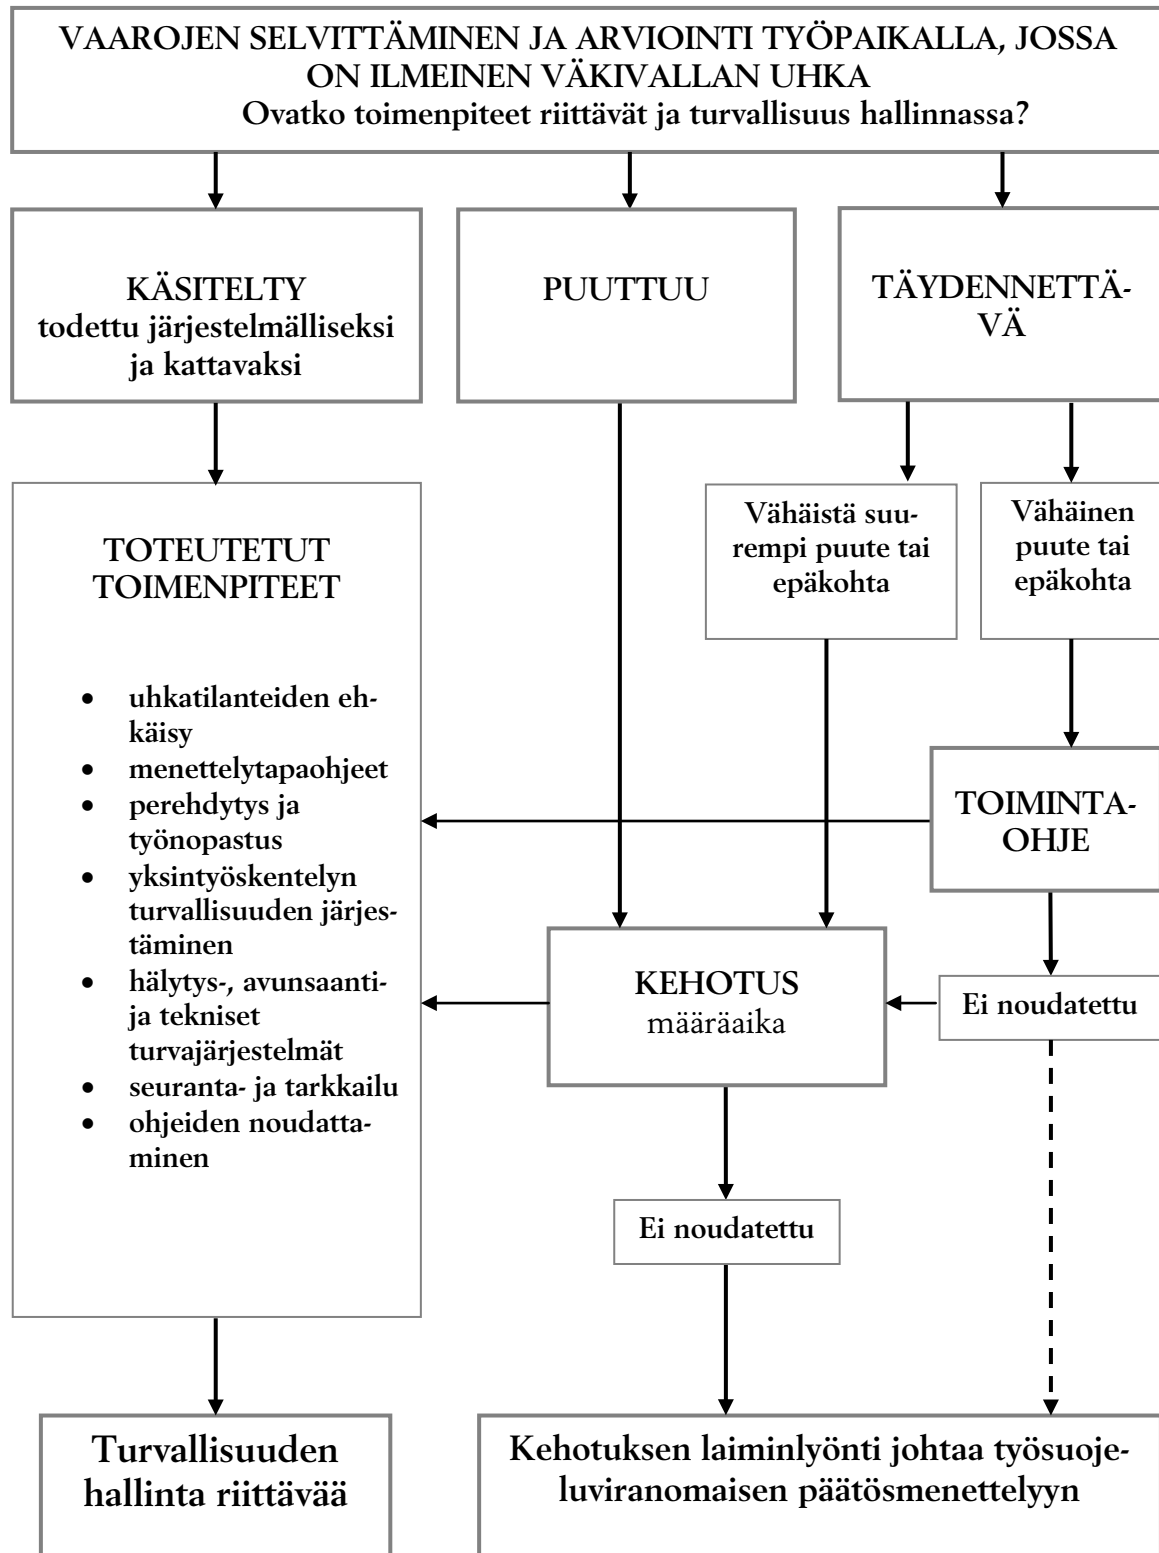 VAAROJEN SELVITTÄMINEN JA ARVIOINTI TYÖPAIKALLA, JOSSA
ON ILMEINEN VÄKIVALLAN UHKA
Ovatko toimenpiteet riittävät ja turvallisuus hallinnassa?
KÄSITELTY
todettu järjestelmälliseksi
ja kattavaksi
PUUTTUU
TÄYDENNETTÄ-
VÄ
Vähäistä suu-
rempi puute tai
epäkohta
Vähäinen
puute tai
epäkohta
TOTEUTETUT
TOIMENPITEET
• uhkatilanteiden eh-
käisy
• menettelytapaohjeet
• perehdytys ja
työnopastus
• yksintyöskentelyn
turvallisuuden järjes-
täminen
• hälytys-, avunsaanti-
ja tekniset
turvajärjestelmät
• seuranta- ja tarkkailu
• ohjeiden noudatta-
minen
TOIMINTA-
OHJE
KEHOTUS
määräaika
Ei noudatettu
Ei noudatettu
Turvallisuuden
hallinta riittävää
Kehotuksen laiminlyönti johtaa työsuoje-
luviranomaisen päätösmenettelyyn